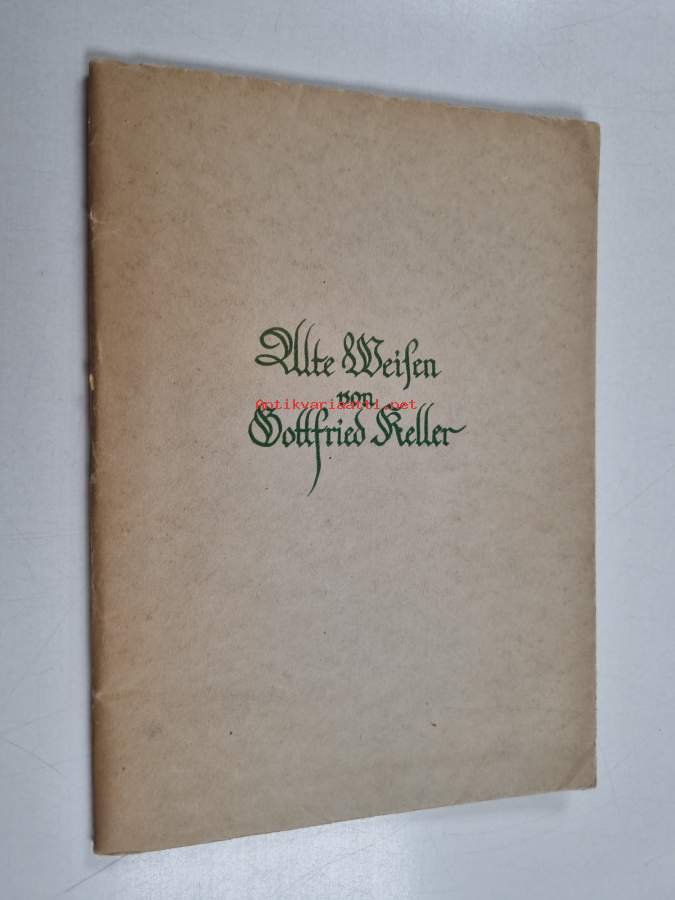 Alte Weisen
von
Antikvariaatti.net
Gottfried Keller